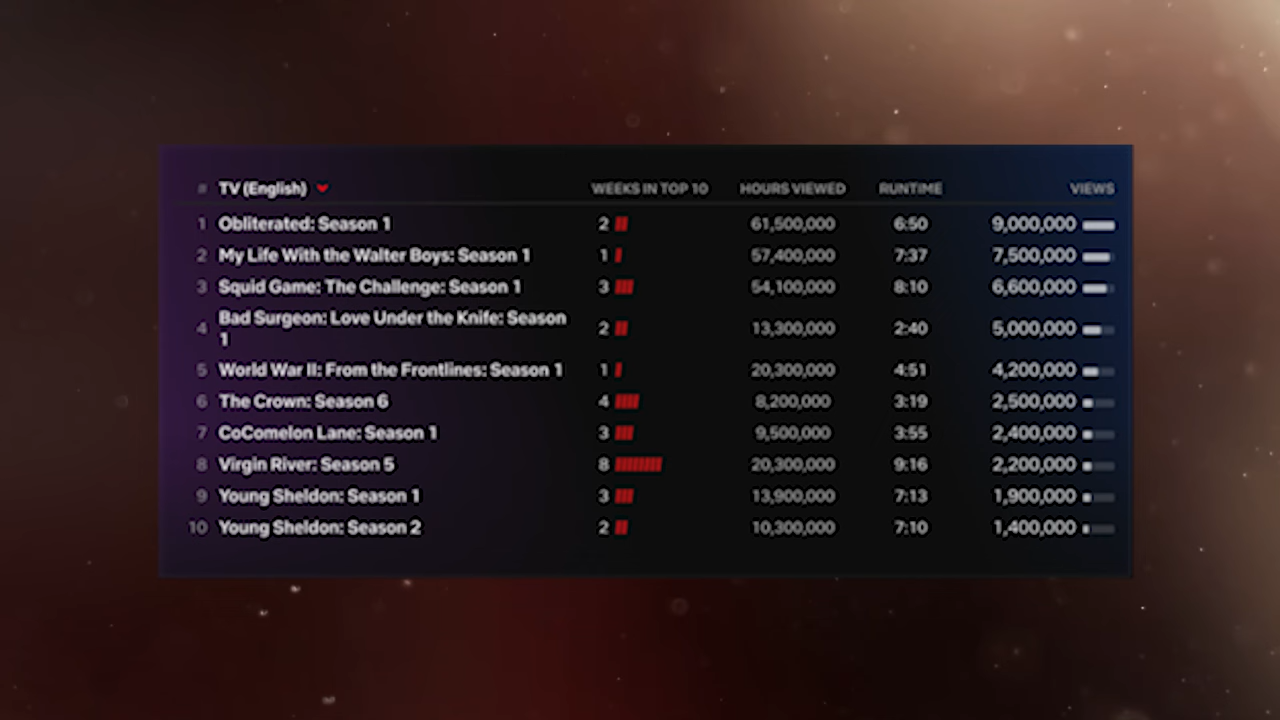 # TV (English) WEEKS IN TOP 10 HOURS VIEWED RUNTIME VIEWS
1 Obliterated: Season 1 2 61,500,000 6:50 9,000,000
2 My Life With the Walter Boys: Season 1 1 57,400,000 7:37 7,500,000
3 Squid Game: The Challenge: Season 1 3 54,100,000 8:10 6,600,000
4 Bad Surgeon: Love Under the Knife: Season 2 13,300,000 2:40 5,000,000
1
5 World War II: From the Frontlines: Season 1 1 20,300,000 4:51 4,200,000
6 The Crown: Season 6 4 8,200,000 3:19 2,500,000
7 CoComelon Lane: Season 1 3 9,500,000 3:55 2,400,000
8 Virgin River: Season 5 8 20,300,000 9:16 2,200,000
9 Young Sheldon: Season 1 3 13,900,000 7:13 1,900,000
10 Young Sheldon: Season 2 2 10,300,000 7:10 1,400,000